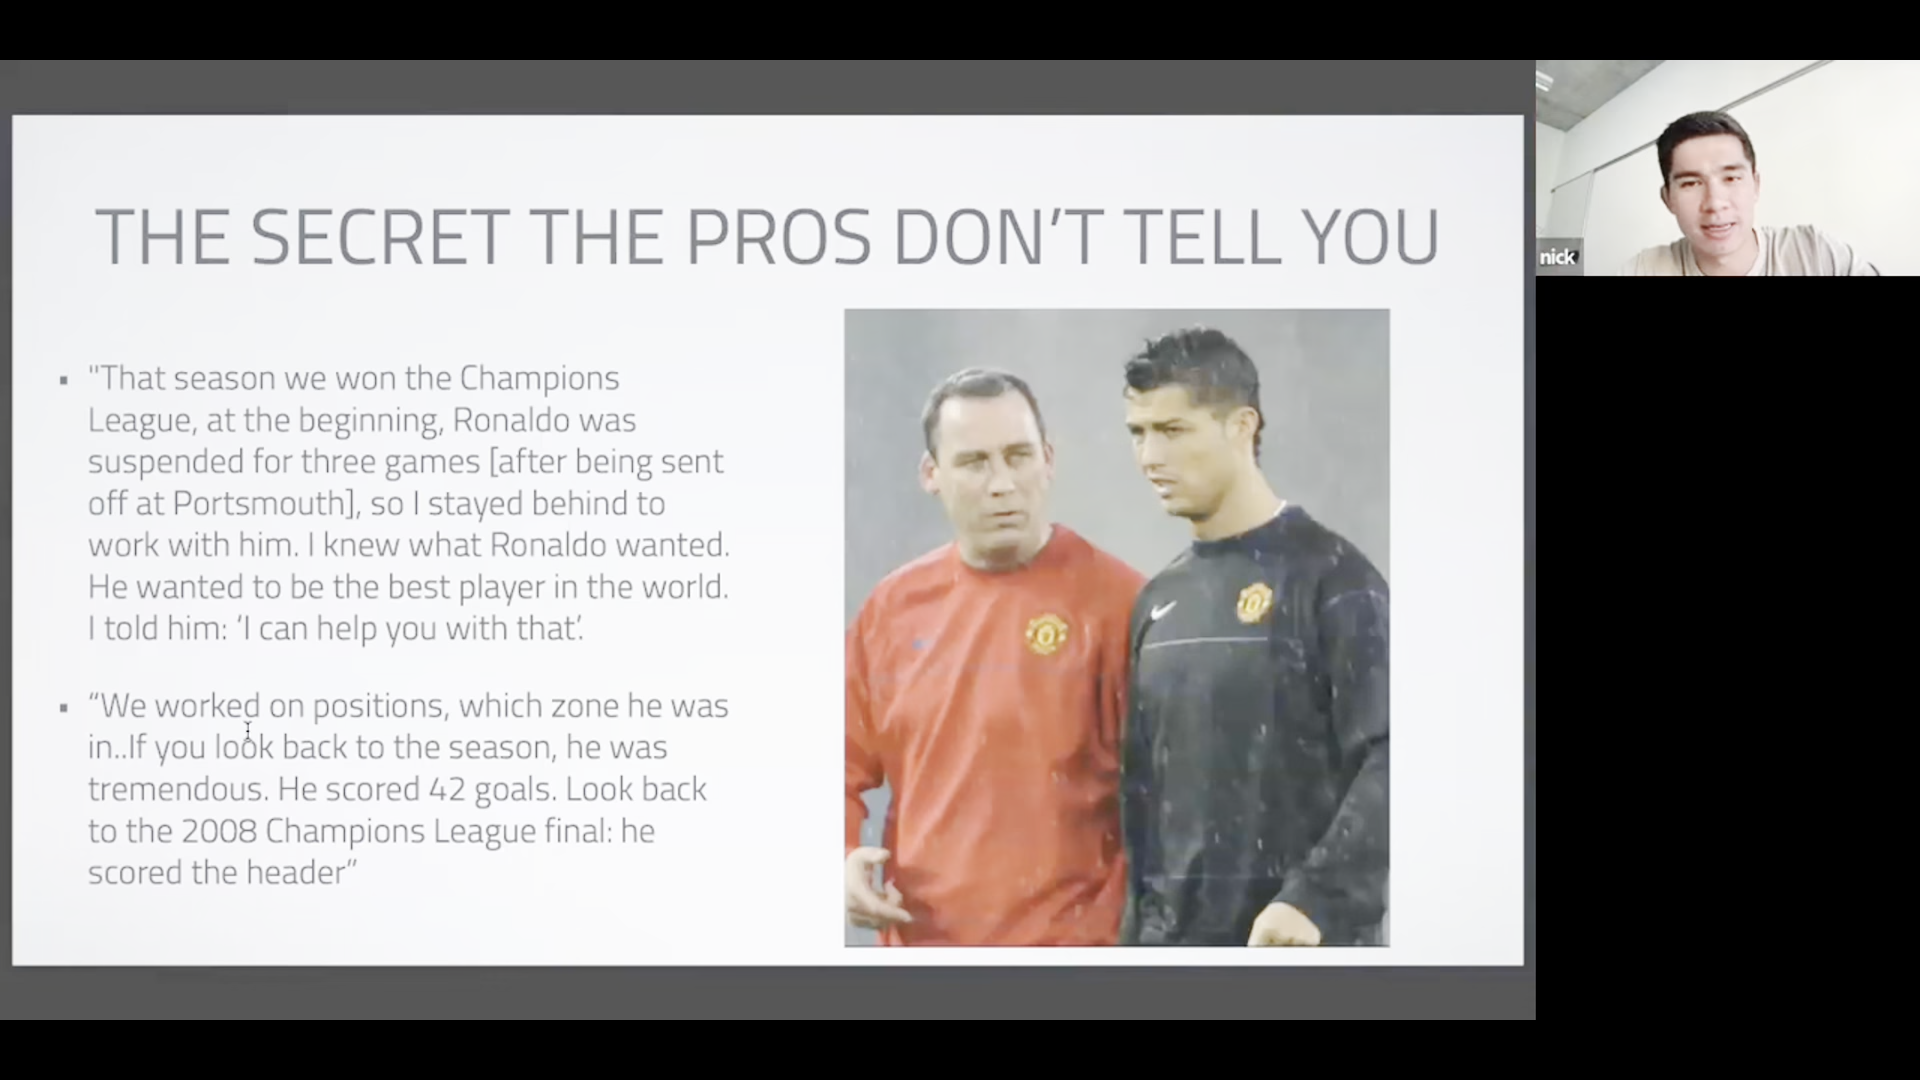 THE SECRET THE PROS DON’T TELL YOU
"That season we won the Champions
League, at the beginning, Ronaldo was
suspended for three games [after being sent
off at Portsmouth], so I stayed behind to
work with him. I knew what Ronaldo wanted.
He wanted to be the best player in the world.
I told him: ‘I can help you with that’.
“We worked on positions, which zone he was
in..If you look back to the season, he was
tremendous. He scored 42 goals. Look back
to the 2008 Champions League final: he
scored the header”
nick